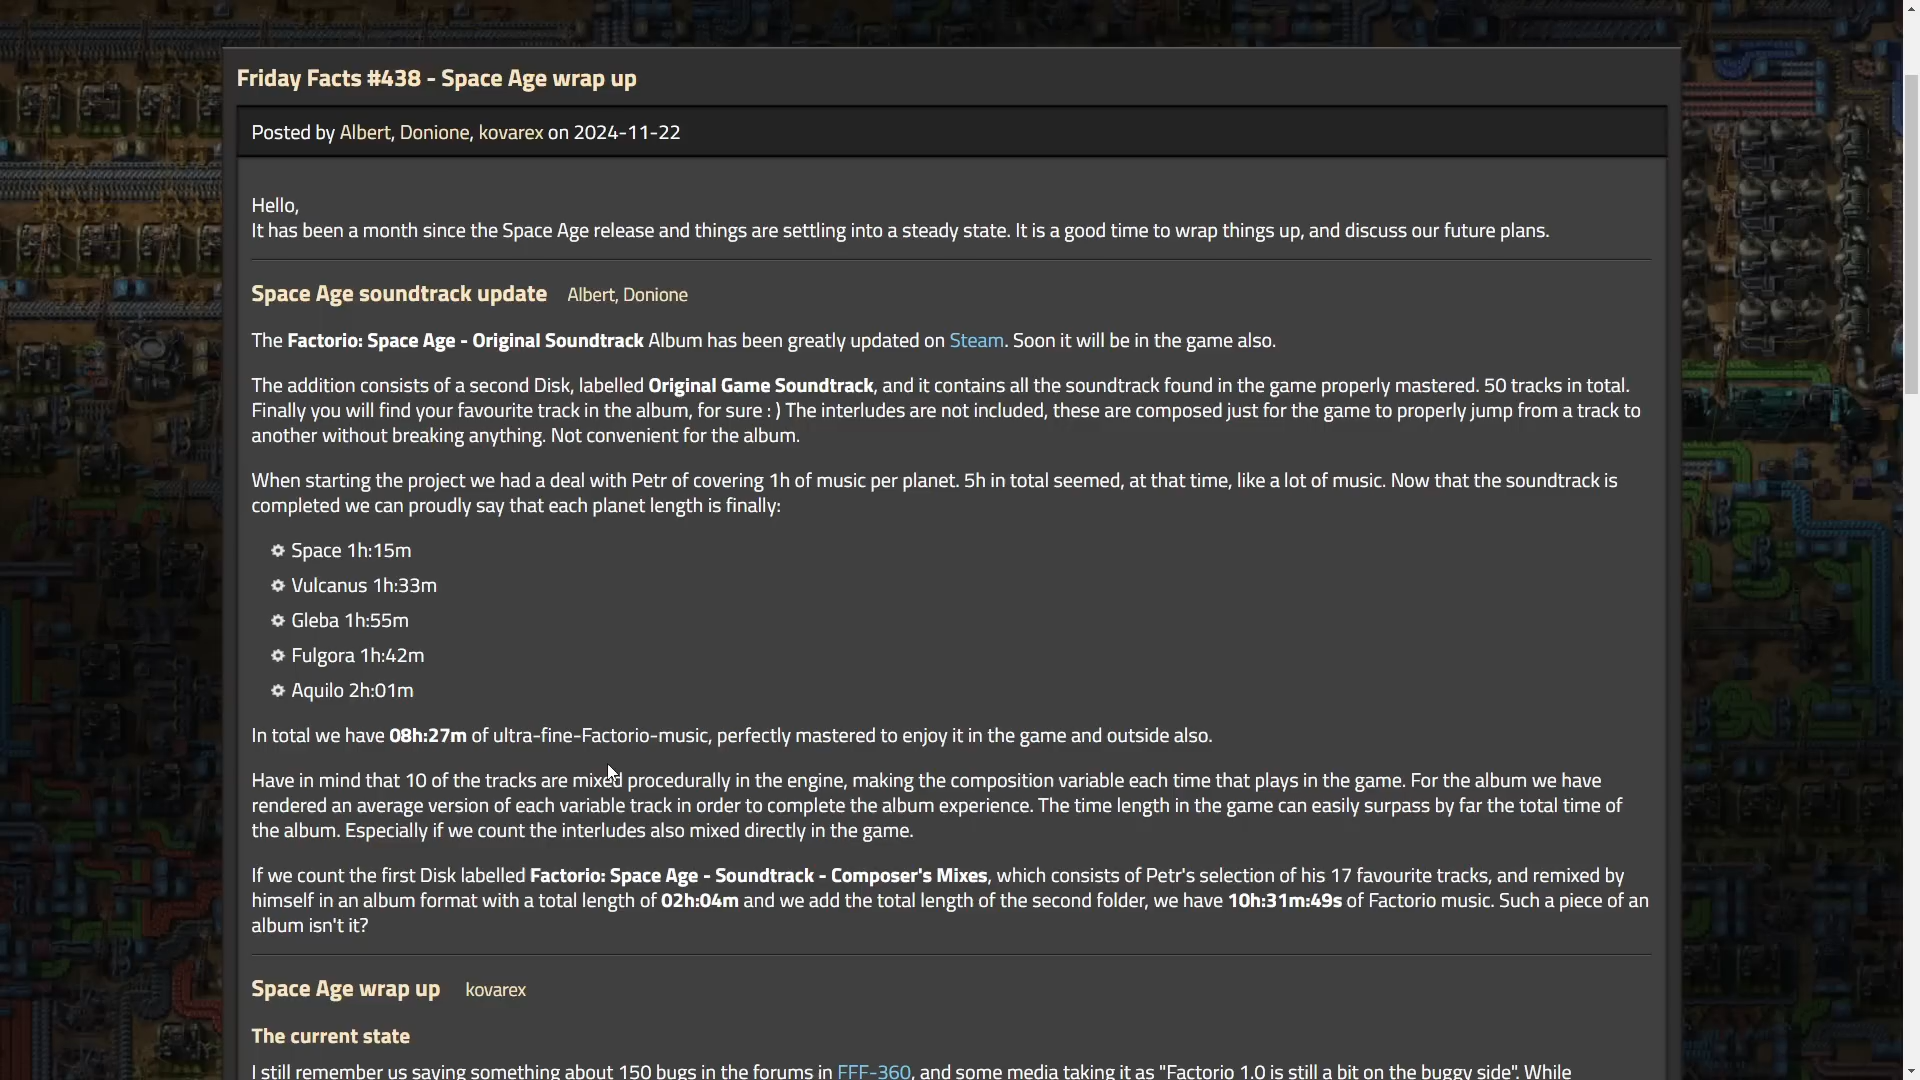 Friday Facts #438 - Space Age wrap up
Posted by Albert, Donione, kovarex on 2024-11-22
Hello,
It has been a month since the Space Age release and things are settling into a steady state. It is a good time to wrap things up, and discuss our future plans.
Space Age soundtrack update Albert, Donione
The Factorio: Space Age - Original Soundtrack Album has been greatly updated on Steam. Soon it will be in the game also.
The addition consists of a second Disk, labelled Original Game Soundtrack, and it contains all the soundtrack found in the game properly mastered. 50 tracks in total.
Finally you will find your favourite track in the album, for sure : ) The interludes are not included, these are composed just for the game to properly jump from a track to
another without breaking anything. Not convenient for the album.
When starting the project we had a deal with Petr of covering 1h of music per planet. 5h in total seemed, at that time, like a lot of music. Now that the soundtrack is
completed we can proudly say that each planet length is finally:
Space 1h:15m
Vulcanus 1h:33m
Gleba 1h:55m
Fulgora 1h:42m
Aquilo 2h:01m
In total we have 08h:27m of ultra-fine-Factorio-music, perfectly mastered to enjoy it in the game and outside also.
Have in mind that 10 of the tracks are mixed procedurally in the engine, making the composition variable each time that plays in the game. For the album we have
rendered an average version of each variable track in order to complete the album experience. The time length in the game can easily surpass by far the total time of
the album. Especially if we count the interludes also mixed directly in the game.
If we count the first Disk labelled Factorio: Space Age - Soundtrack - Composer's Mixes, which consists of Petr's selection of his 17 favourite tracks, and remixed by
himself in an album format with a total length of 02h:04m and we add the total length of the second folder, we have 10h:31m:49s of Factorio music. Such a piece of an
album isn't it?
Space Age wrap up kovarex
The current state
I still remember us saying something about 150 bugs in the forums in FFF-360, and some media taking it as "Factorio 1.0 is still a bit on the buggy side". While